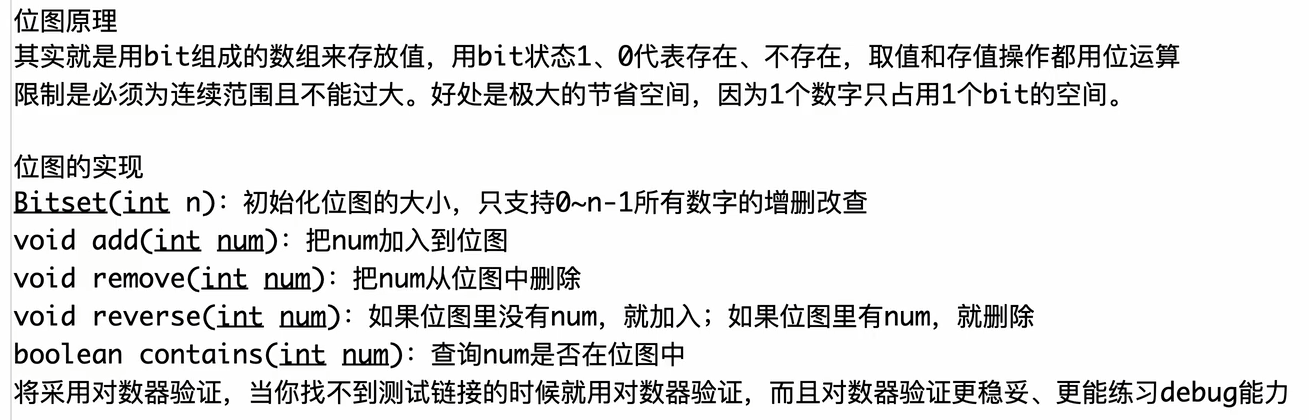 位图原理
其实就是用bit组成的数组来存放值，用bit状态1、0代表存在、不存在，取值和存值操作都用位运算
限制是必须为连续范围且不能过大。好处是极大的节省空间，因为1个数字只占用1个bit的空间。
位图的实现
Bitset(int n)：初始化位图的大小，只支持0~n-1所有数字的增删改查
void add(int num)：把num加入到位图
void remove(int num)：把num从位图中删除
void reverse(int num)：如果位图里没有num，就加入；如果位图里有num，就删除
boolean contains(int num)：查询num是否在位图中
将采用对数器验证，当你找不到测试链接的时候就用对数器验证，而且对数器验证更稳妥、更能练习debug能力